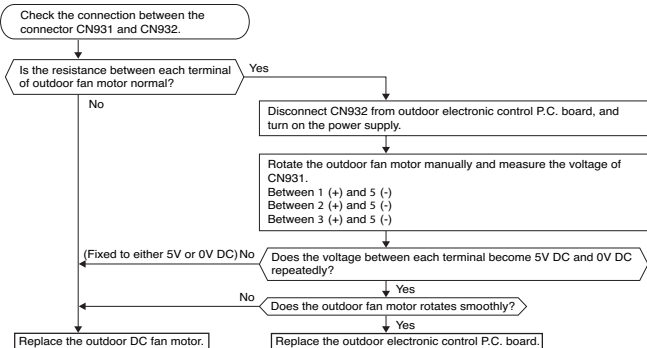 Check the connection between the
connector CN931 and CN932.
Is the resistance between each terminal
of outdoor fan motor normal?
Yes
No
Disconnect CN932 from outdoor electronic control P.C. board, and
turn on the power supply.
Rotate the outdoor fan motor manually and measure the voltage of
CN931.
Between 1 (+) and 5 (-)
Between 2 (+) and 5 (-)
Between 3 (+) and 5 (-)
(Fixed to either 5V or 0V DC) No
Does the voltage between each terminal become 5V DC and 0V DC
repeatedly?
Yes
No
Does the outdoor fan motor rotates smoothly?
Yes
Replace the outdoor DC fan motor.
Replace the outdoor electronic control P.C. board.